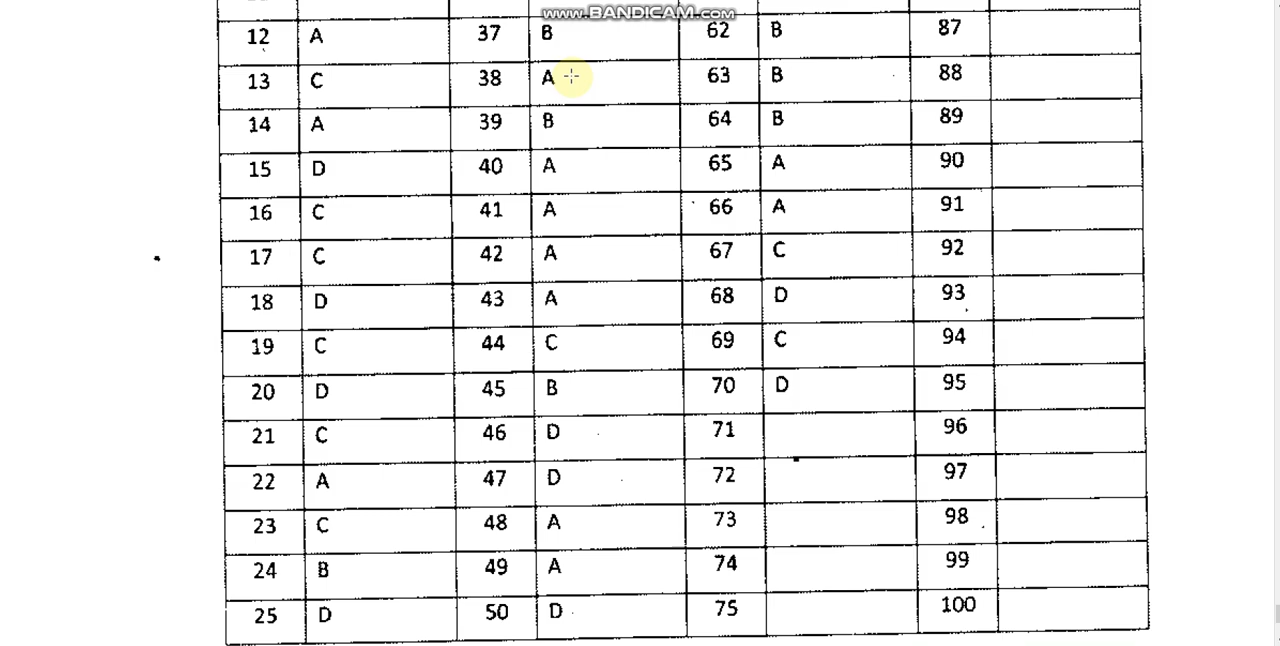 www.BANDICAM.com
12 A 37 B 62 B 87
13 C 38 A 63 B 88
14 A 39 B 64 B 89
15 D 40 A 65 A 90
16 C 41 A 66 A 91
17 C 42 A 67 C 92
18 D 43 A 68 D 93
19 C 44 C 69 C 94
20 D 45 B 70 D 95
21 C 46 D 71 96
22 A 47 D 72 97
23 C 48 A 73 98
24 B 49 A 74 99
25 D 50 D 75 100